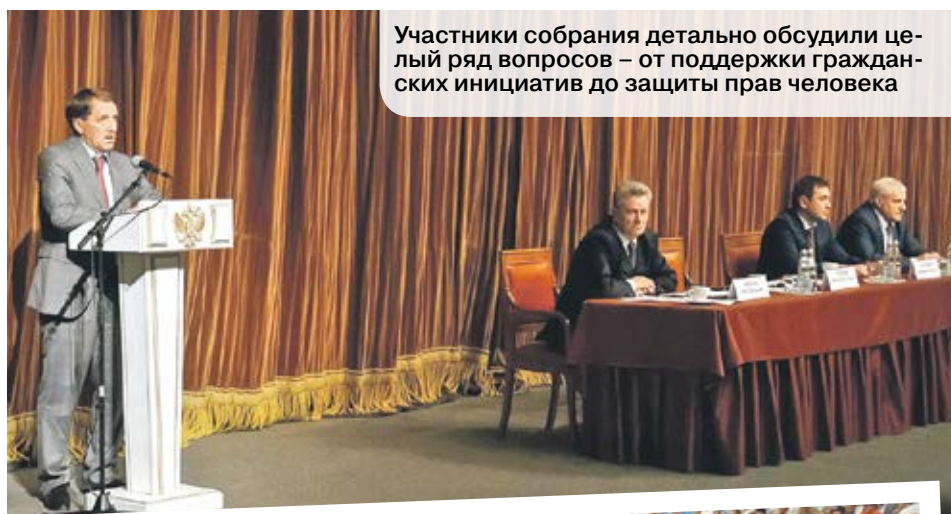 Участники собрания детально обсудили це-
лый ряд вопросов – от поддержки граждан-
ских инициатив до защиты прав человека